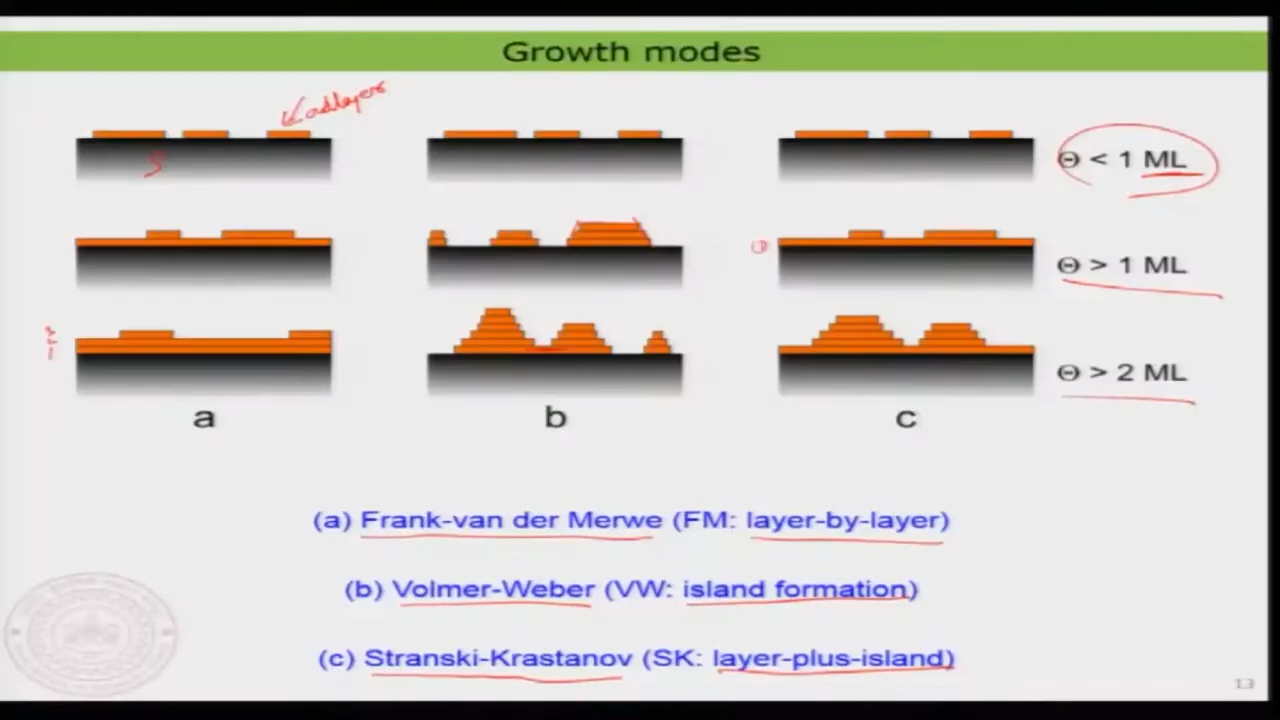 Growth modes
adlayers
S
Θ < 1 ML
Θ > 1 ML
Θ > 2 ML
a b c
(a) Frank-van der Merwe (FM: layer-by-layer)
(b) Volmer-Weber (VW: island formation)
(c) Stranski-Krastanov (SK: layer-plus-island)
13